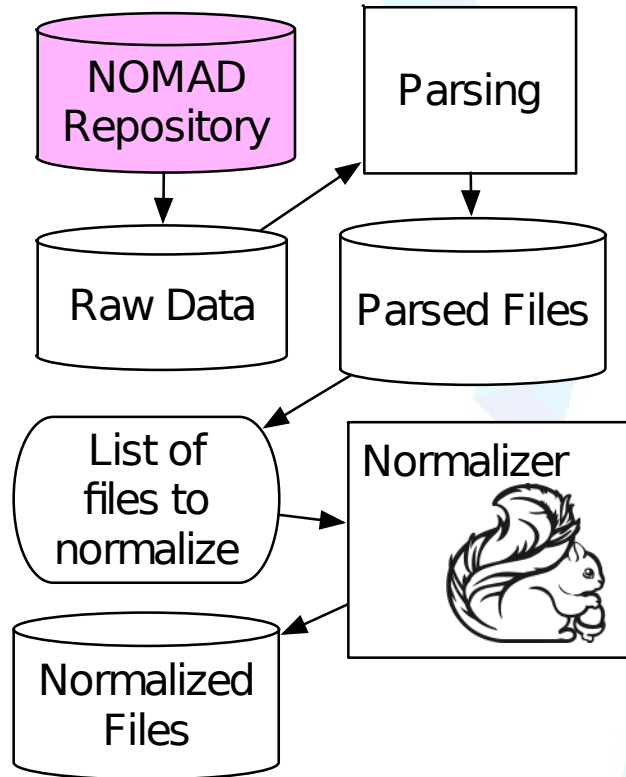 NOMAD
Repository
Parsing
Raw Data
Parsed Files
List of
files to
normalize
Normalizer
Normalized
Files